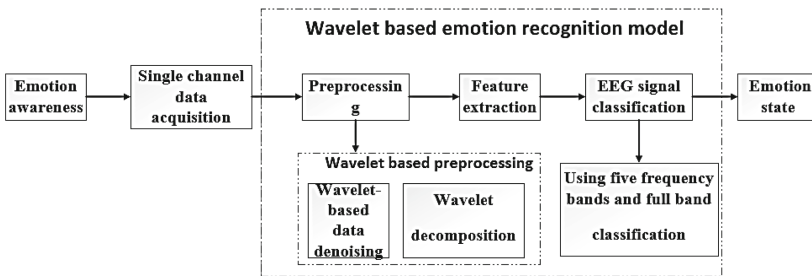 Wavelet based emotion recognition model
Emotion
awareness
Single channel
data
acquisition
Preprocessin
g
Feature
extraction
EEG signal
classification
Emotion
state
Wavelet based preprocessing
Wavelet-
based
data
denoising
Wavelet
decomposition
Using five frequency
bands and full band
classification